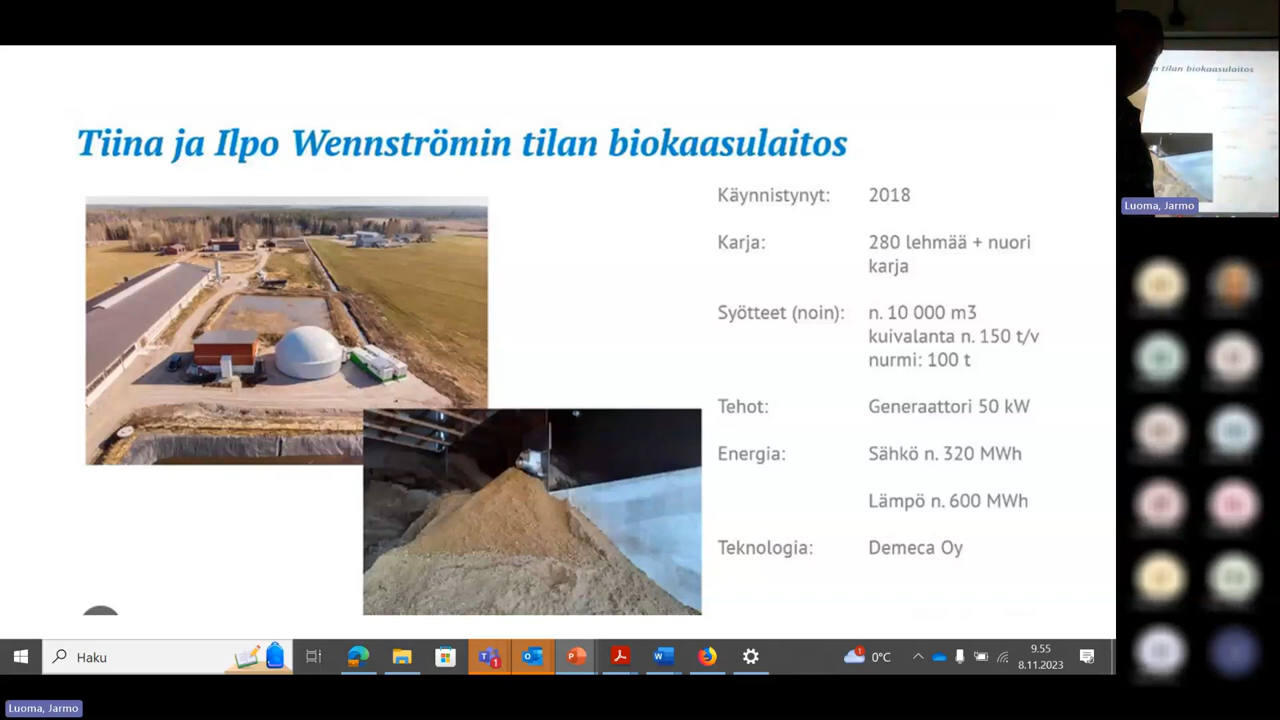 Tiina ja Ilpo Wennströmin tilan biokaasulaitos
Käynnistynyt: 2018
Karja: 280 lehmää + nuori
karja
Syötteet (noin): n. 10 000 m3
kuivalanta n. 150 t/v
nurmi: 100 t
Tehot: Generaattori 50 kW
Energia: Sähkö n. 320 MWh
Lämpö n. 600 MWh
Teknologia: Demeca Oy
tilan biokaasulaitos
Luoma, Jarmo
Haku
1
1
0°C
9.55
8.11.2023
Luoma, Jarmo